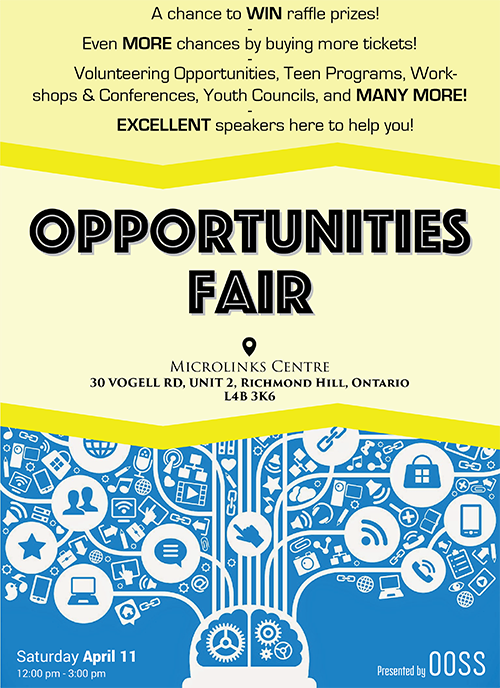 A chance to WIN raffle prizes!
-
Even MORE chances by buying more tickets!
-
Volunteering Opportunities, Teen Programs, Work-
shops & Conferences, Youth Councils, and MANY MORE!
-
EXCELLENT speakers here to help you!
OPPORTUNITIES
FAIR
MICROLINKS CENTRE
30 VOGELL RD, UNIT 2, RICHMOND HILL, ONTARIO
L4B 3K6
Saturday April 11
12:00 pm - 3:00 pm
Presented by OOSS